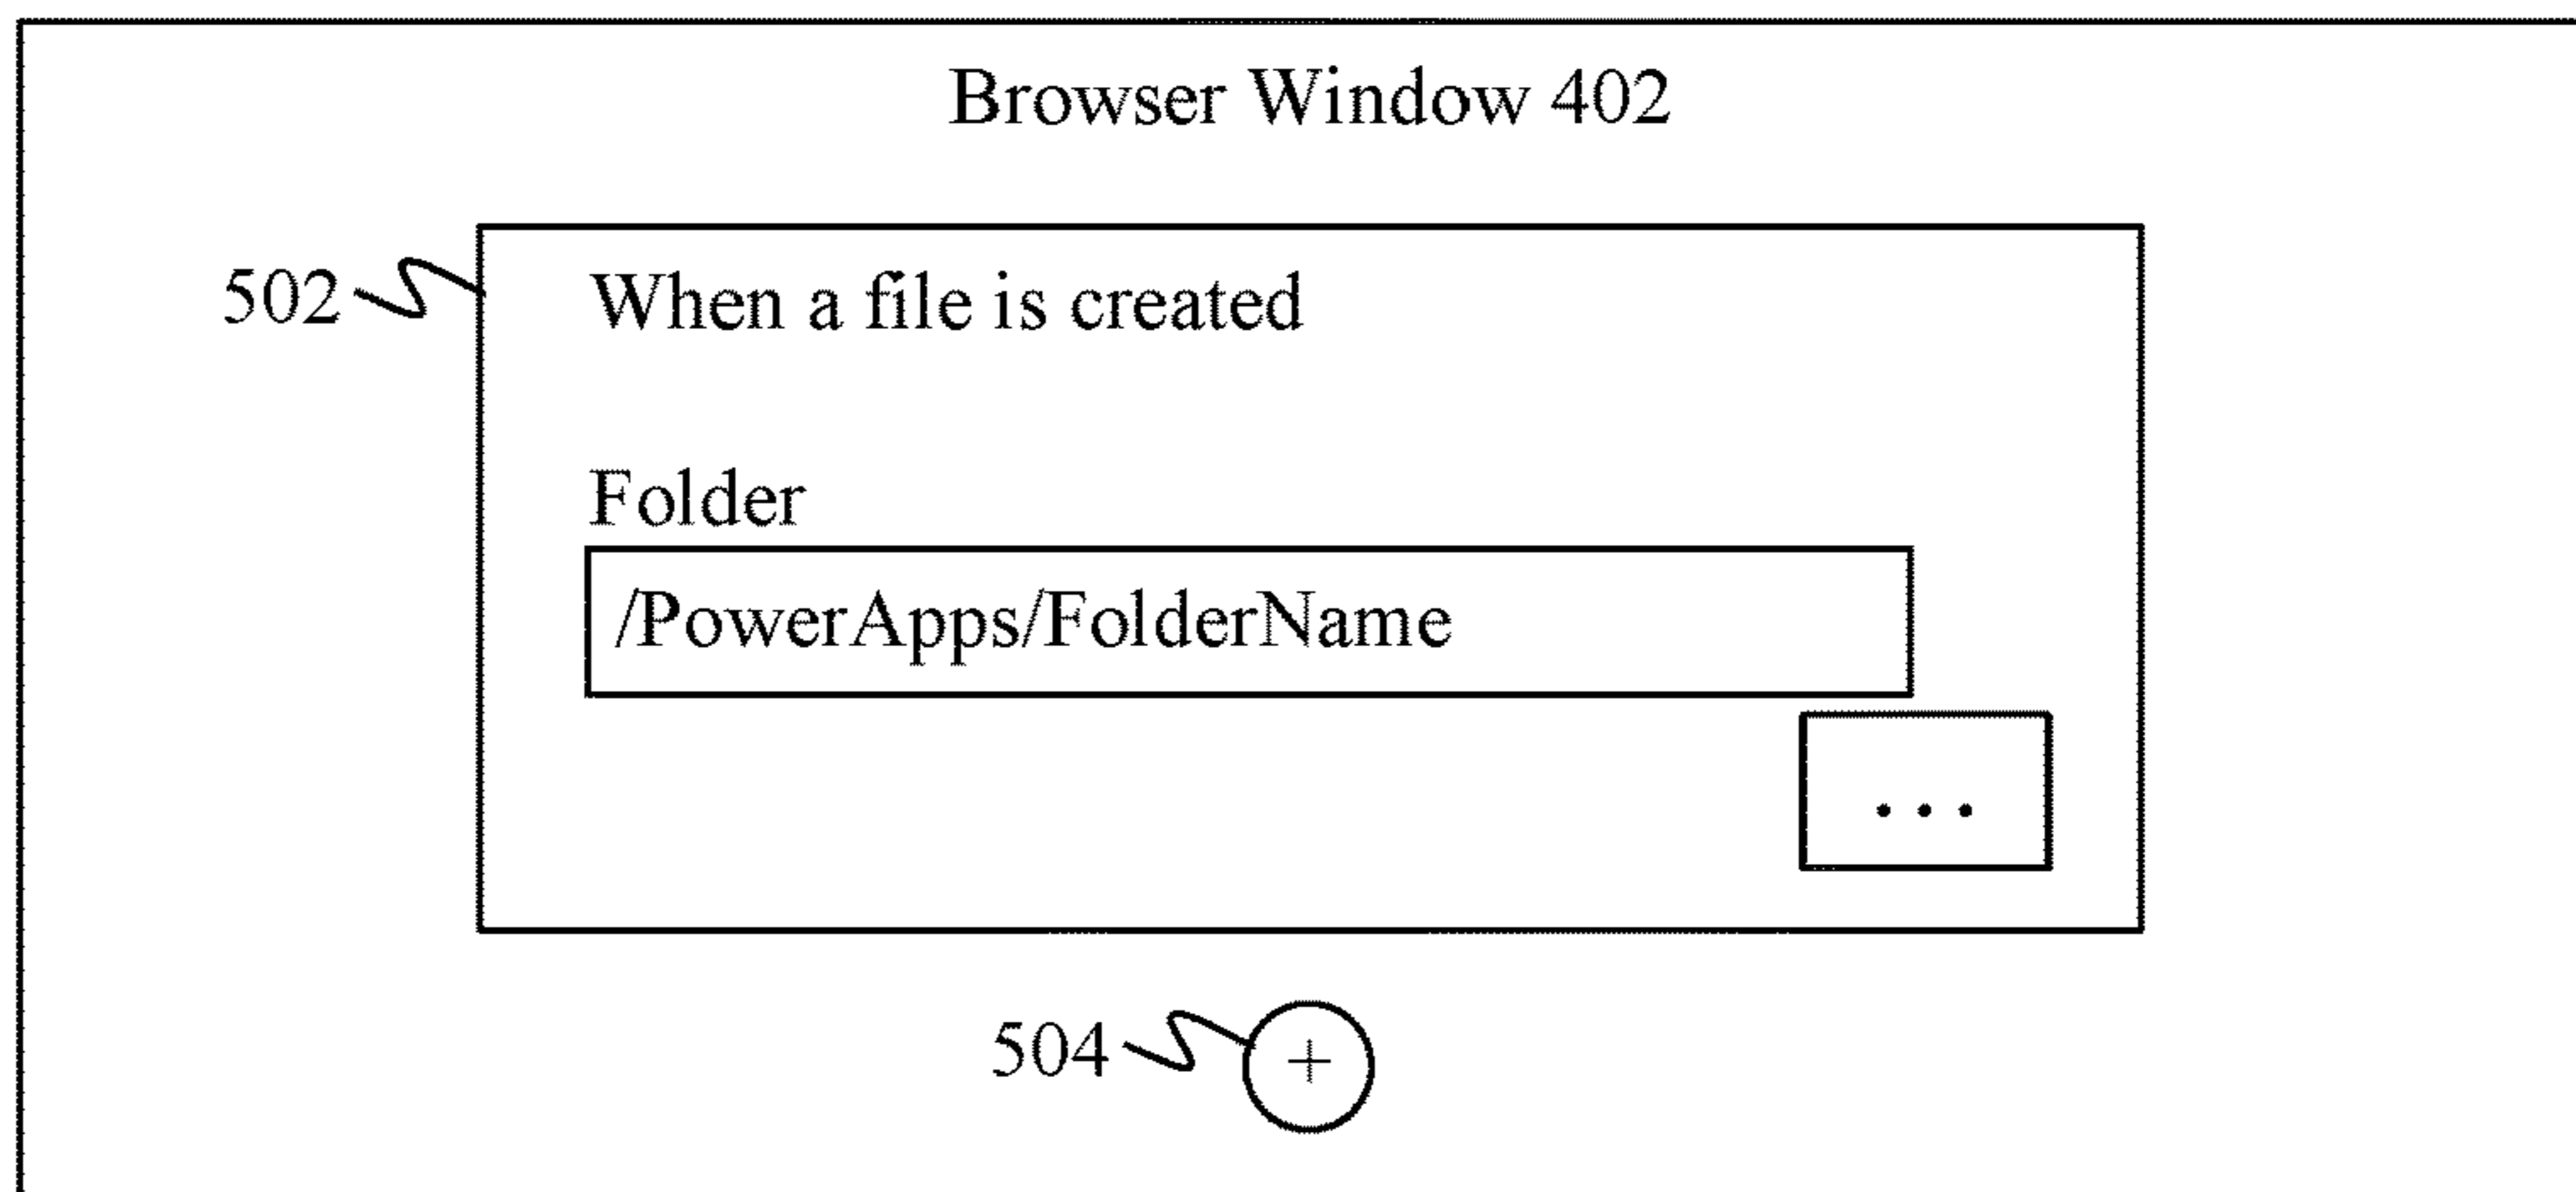 Browser Window 402
502
When a file is created
Folder
/PowerApps/FolderName
...
504
+